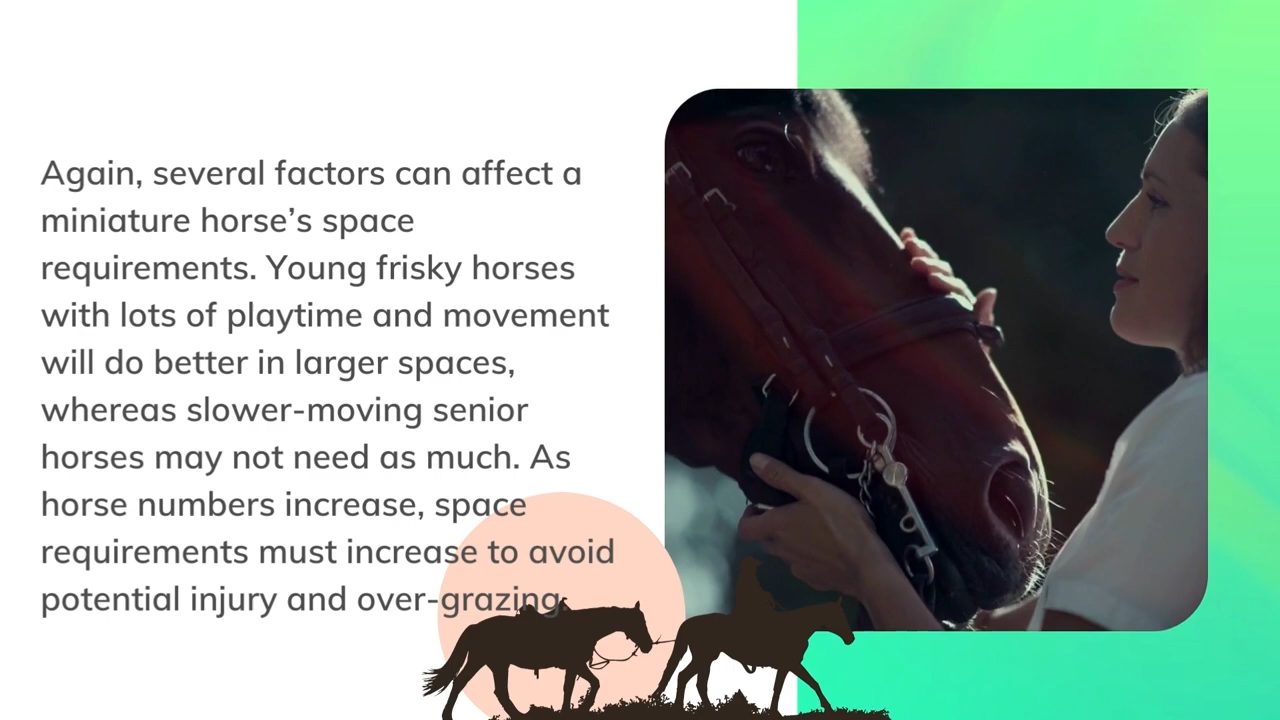 Again, several factors can affect a
miniature horse’s space
requirements. Young frisky horses
with lots of playtime and movement
will do better in larger spaces,
whereas slower-moving senior
horses may not need as much. As
horse numbers increase, space
requirements must increase to avoid
potential injury and over-grazing.